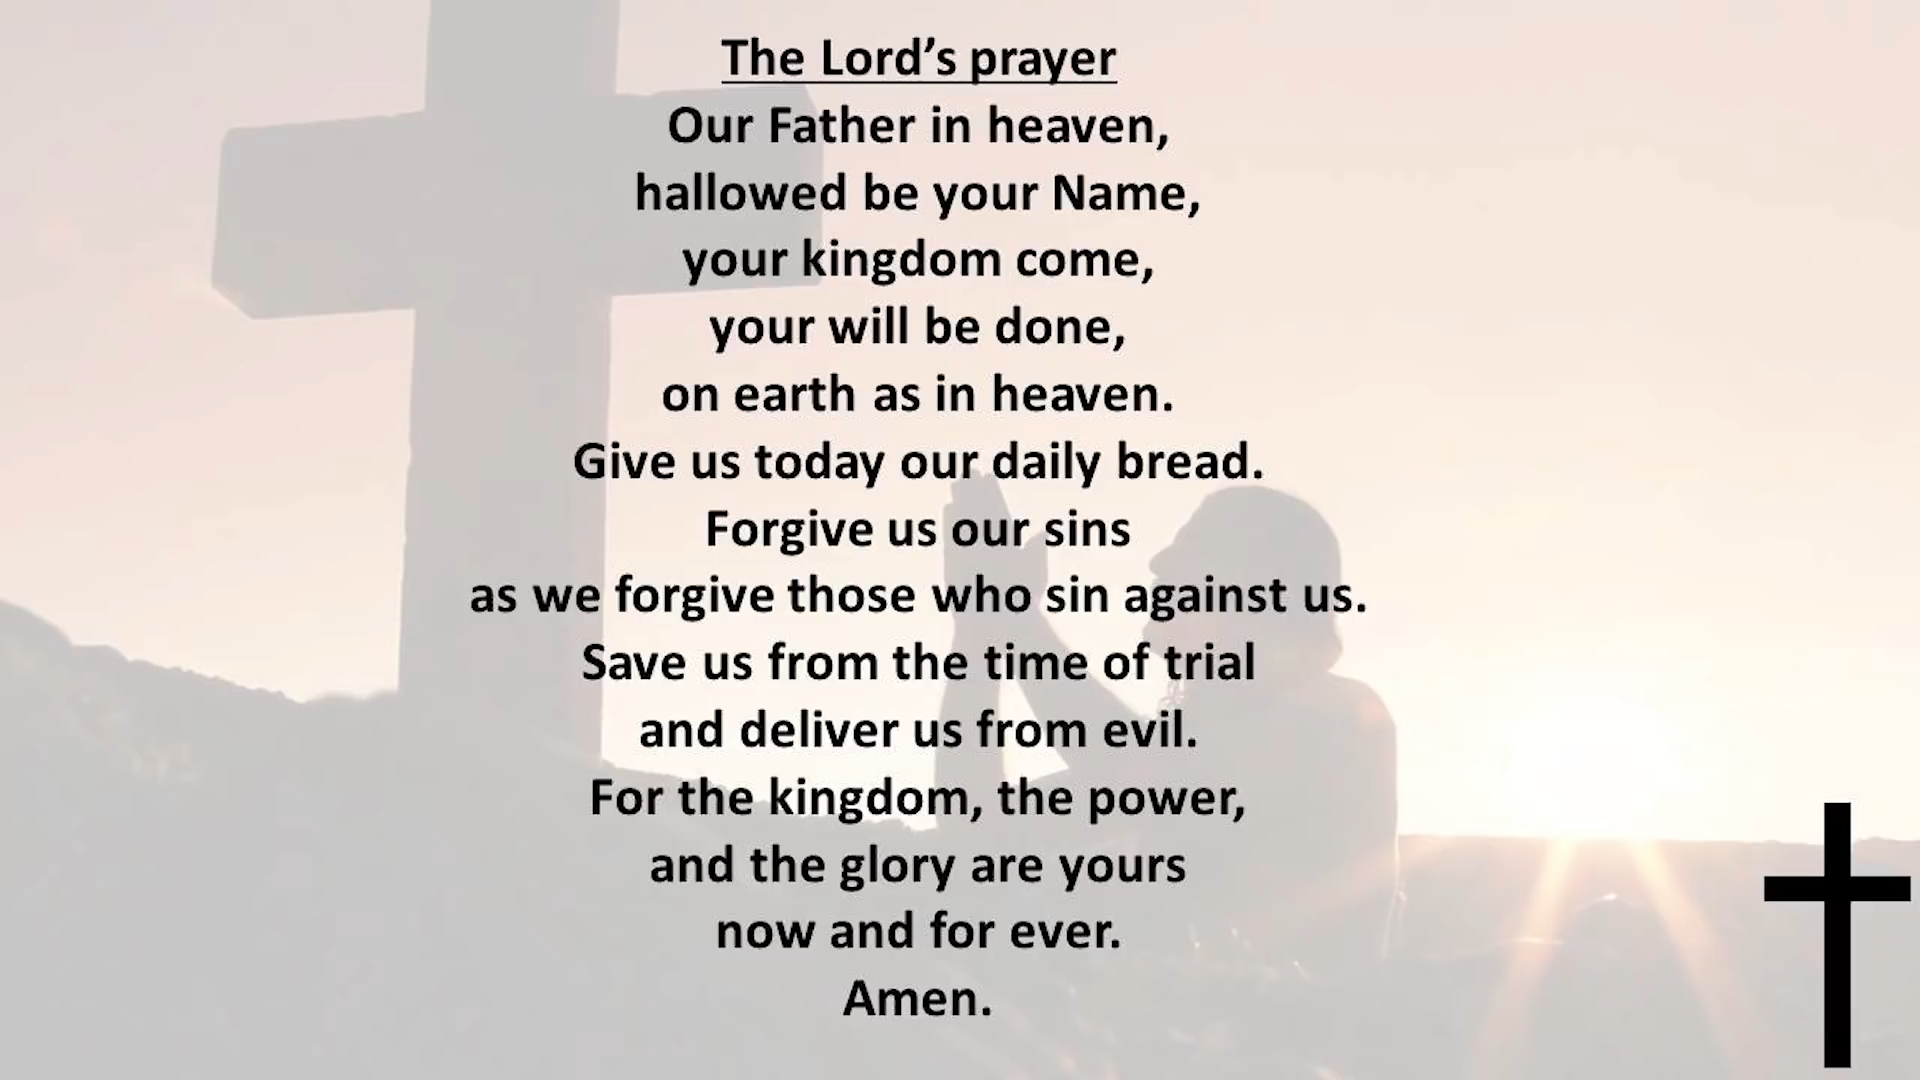 The Lord’s prayer
Our Father in heaven,
hallowed be your Name,
your kingdom come,
your will be done,
on earth as in heaven.
Give us today our daily bread.
Forgive us our sins
as we forgive those who sin against us.
Save us from the time of trial
and deliver us from evil.
For the kingdom, the power,
and the glory are yours
now and for ever.
Amen.